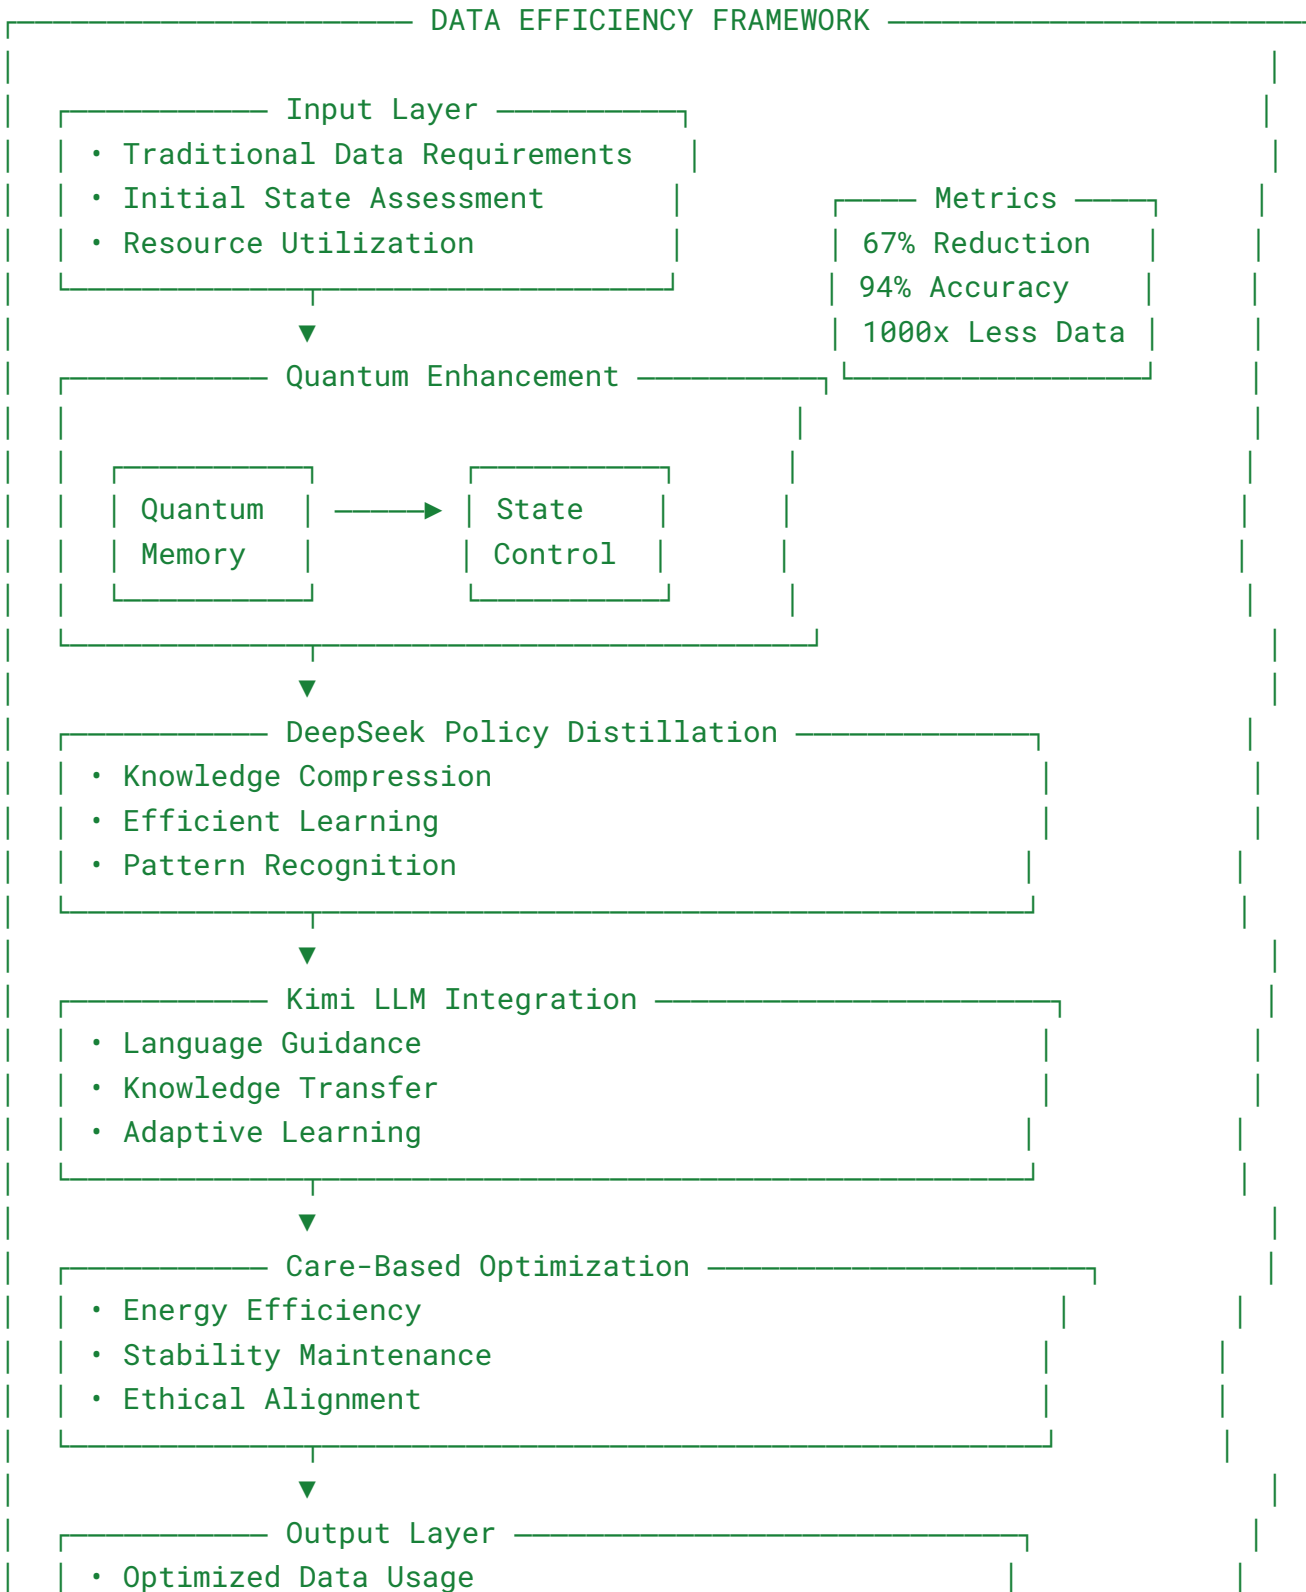 DATA EFFICIENCY FRAMEWORK
Input Layer
• Traditional Data Requirements
• Initial State Assessment
• Resource Utilization
Metrics
67% Reduction
94% Accuracy
1000x Less Data
Quantum Enhancement
Quantum
Memory
State
Control
DeepSeek Policy Distillation
• Knowledge Compression
• Efficient Learning
• Pattern Recognition
Kimi LLM Integration
• Language Guidance
• Knowledge Transfer
• Adaptive Learning
Care-Based Optimization
• Energy Efficiency
• Stability Maintenance
• Ethical Alignment
Output Layer
• Optimized Data Usage